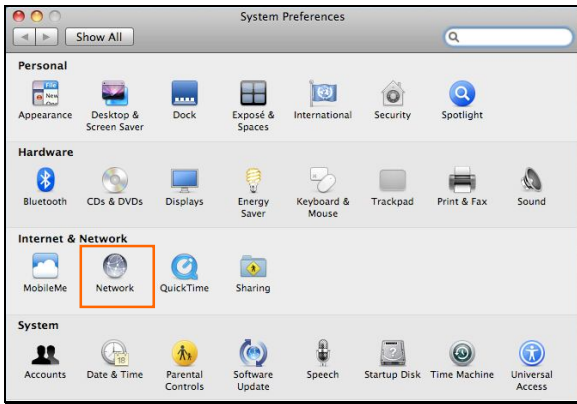 System Preferences
Show All
Personal
Appearance
Desktop &
Screen Saver
Dock
Exposé &
Spaces
International
Security
Spotlight
Hardware
Bluetooth
CDs & DVDs
Displays
Energy
Saver
Keyboard &
Mouse
Trackpad
Print & Fax
Sound
Internet & Network
MobileMe
Network
QuickTime
Sharing
System
Accounts
Date & Time
Parental
Controls
Software
Update
Speech
Startup Disk
Time Machine
Universal
Access